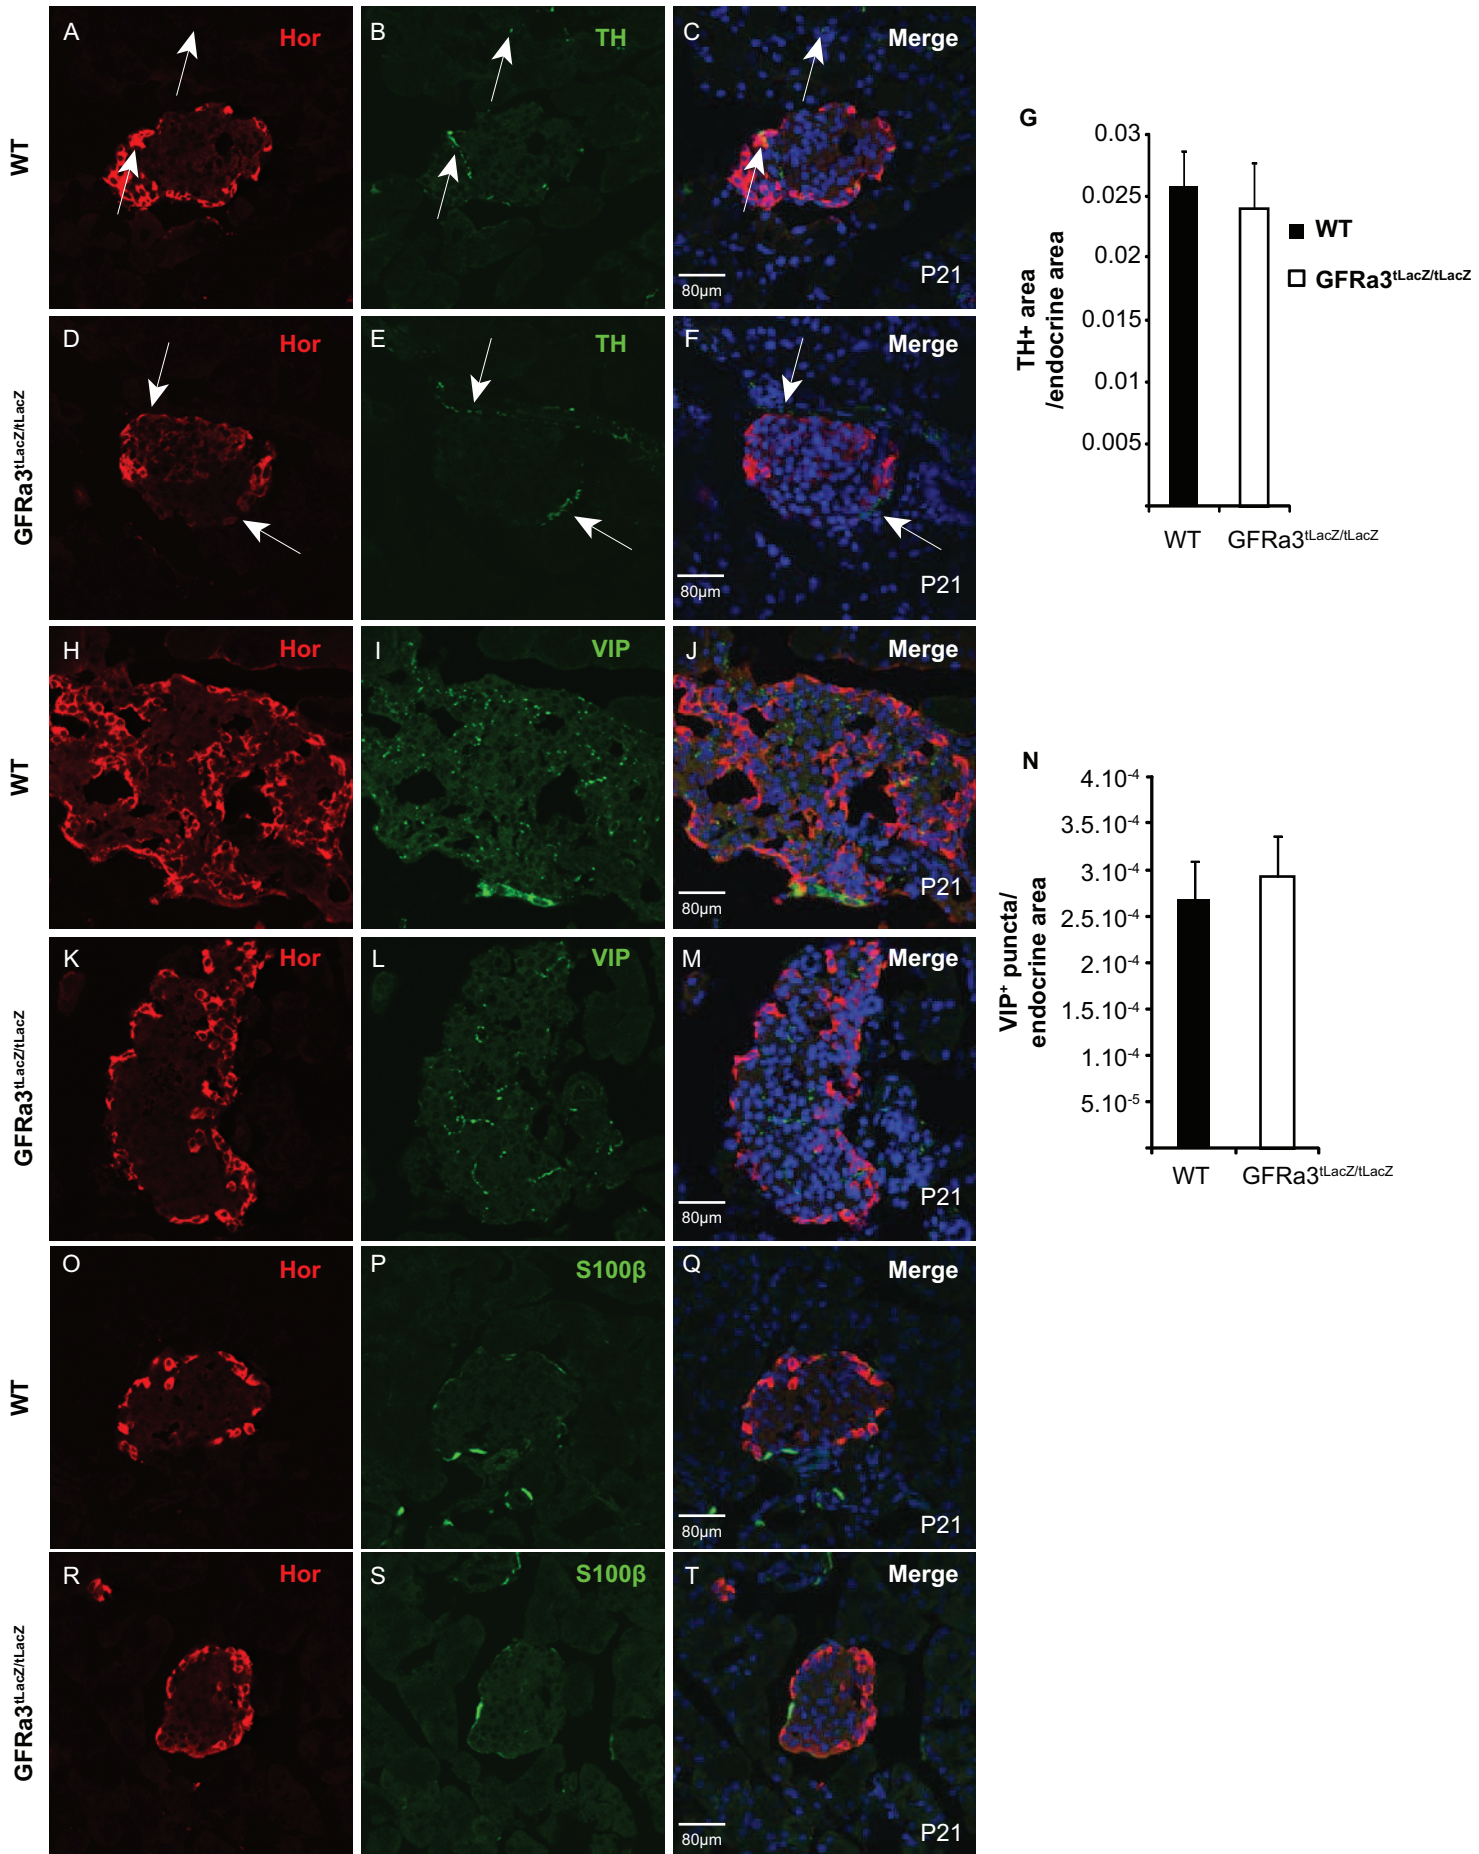 A Hor
B TH
C Merge
WT
80µm
P21
D Hor
E TH
F Merge
GFRa3tLacZ/tLacZ
80µm
P21
G
0.03
0.025
0.02
0.015
0.01
0.005
TH+ area
/endocrine area
WT
GFRa3tLacZ/tLacZ
WT
GFRa3tLacZ/tLacZ
H Hor
I VIP
J Merge
WT
80µm
P21
K Hor
L VIP
M Merge
GFRa3tLacZ/tLacZ
80µm
P21
N
4.10-4
3.5.10-4
3.10-4
2.5.10-4
2.10-4
1.5.10-4
1.10-4
5.10-5
VIP+ puncta/
endocrine area
WT
GFRa3tLacZ/tLacZ
O Hor
P S100β
Q Merge
WT
80µm
P21
R Hor
S S100β
T Merge
GFRa3tLacZ/tLacZ
80µm
P21